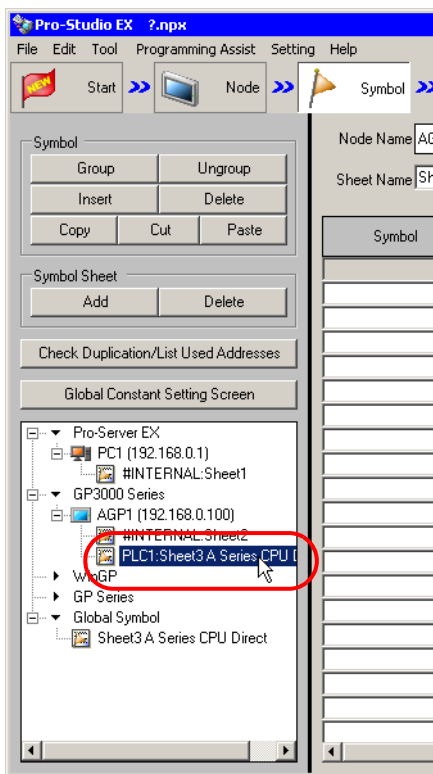 Pro-Studio EX ?.npx
File Edit Tool Programming Assist Setting Help
NEW Start Node Symbol
Symbol
Group Ungroup
Insert Delete
Copy Cut Paste
Symbol Sheet
Add Delete
Check Duplication/List Used Addresses
Global Constant Setting Screen
Pro-Server EX
PC1 (192.168.0.1)
#INTERNAL:Sheet1
GP3000 Series
AGP1 (192.168.0.100)
#INTERNAL:Sheet2
PLC1:Sheet3 A Series CPU D
WinGP
GP Series
Global Symbol
Sheet3 A Series CPU Direct
Node Name AG
Sheet Name Sh
Symbol